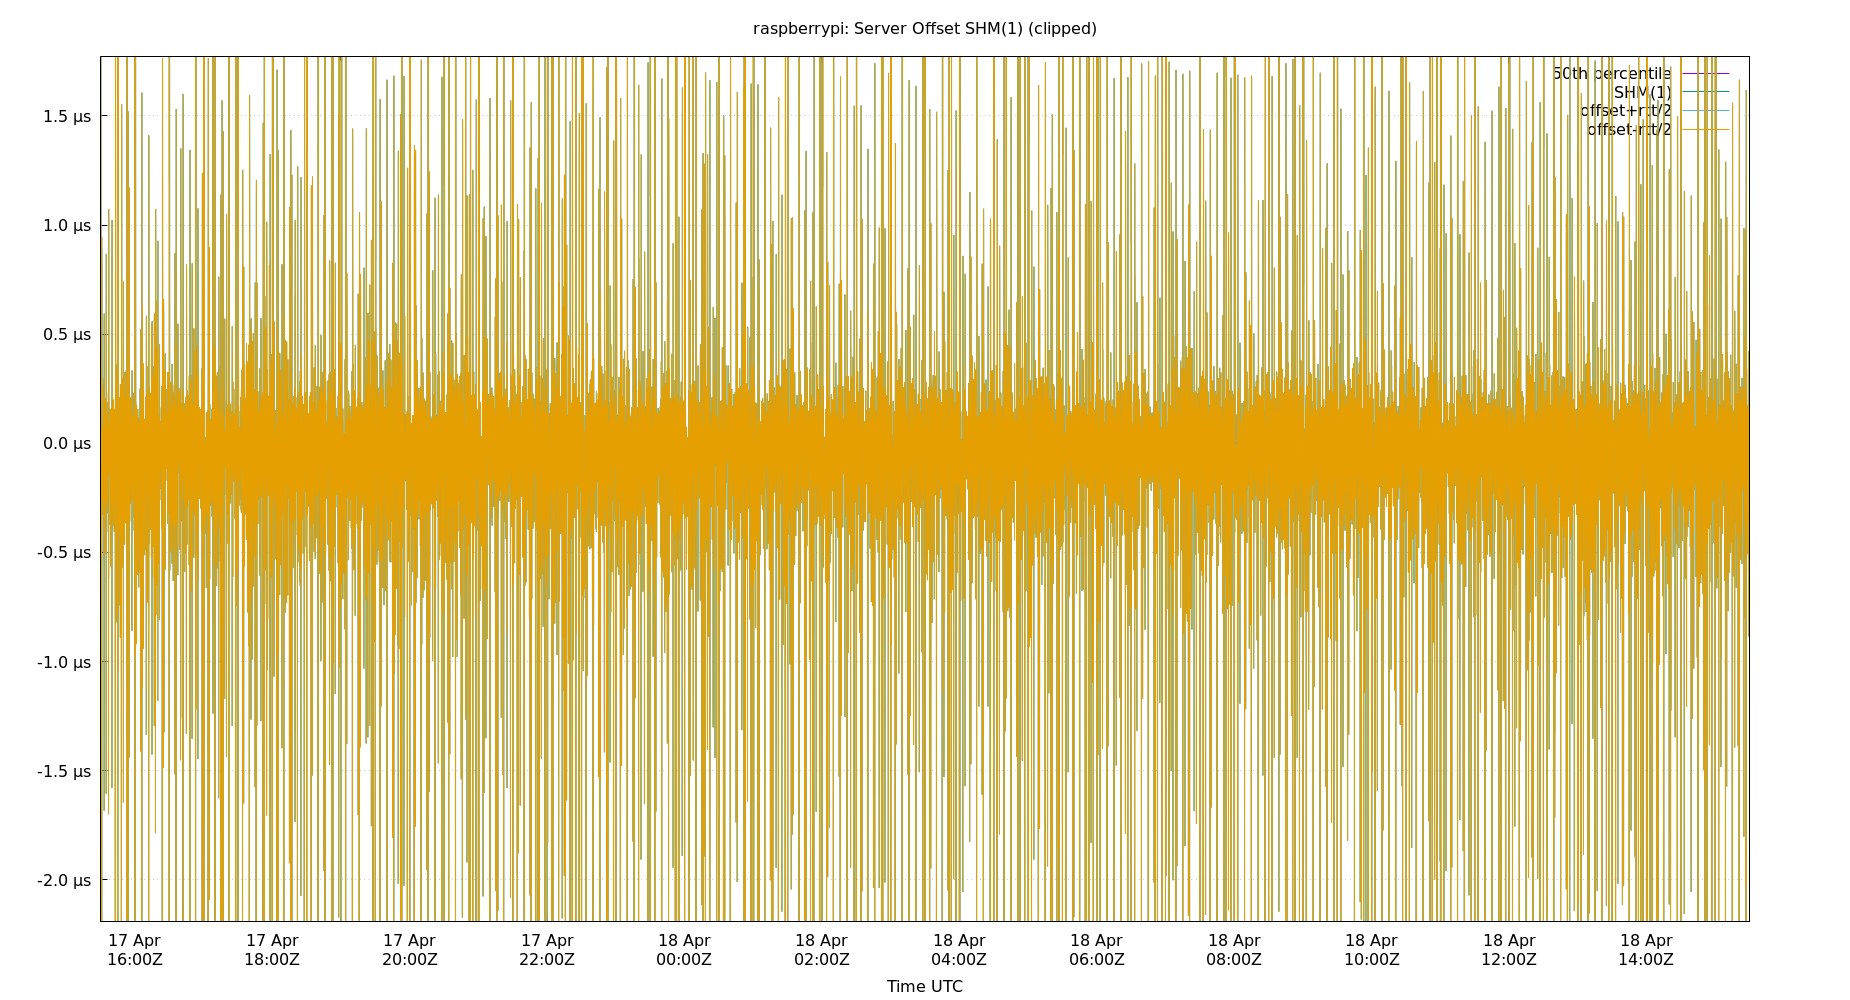 raspberrypi: Server Offset SHM(1) (clipped)
50th percentile
SHM(1)
offset+rtt/2
offset-rtt/2
1.5 µs
1.0 µs
0.5 µs
0.0 µs
-0.5 µs
-1.0 µs
-1.5 µs
-2.0 µs
17 Apr 17 Apr 17 Apr 17 Apr 18 Apr 18 Apr 18 Apr 18 Apr 18 Apr 18 Apr 18 Apr 18 Apr
16:00Z 18:00Z 20:00Z 22:00Z 00:00Z 02:00Z 04:00Z 06:00Z 08:00Z 10:00Z 12:00Z 14:00Z
Time UTC